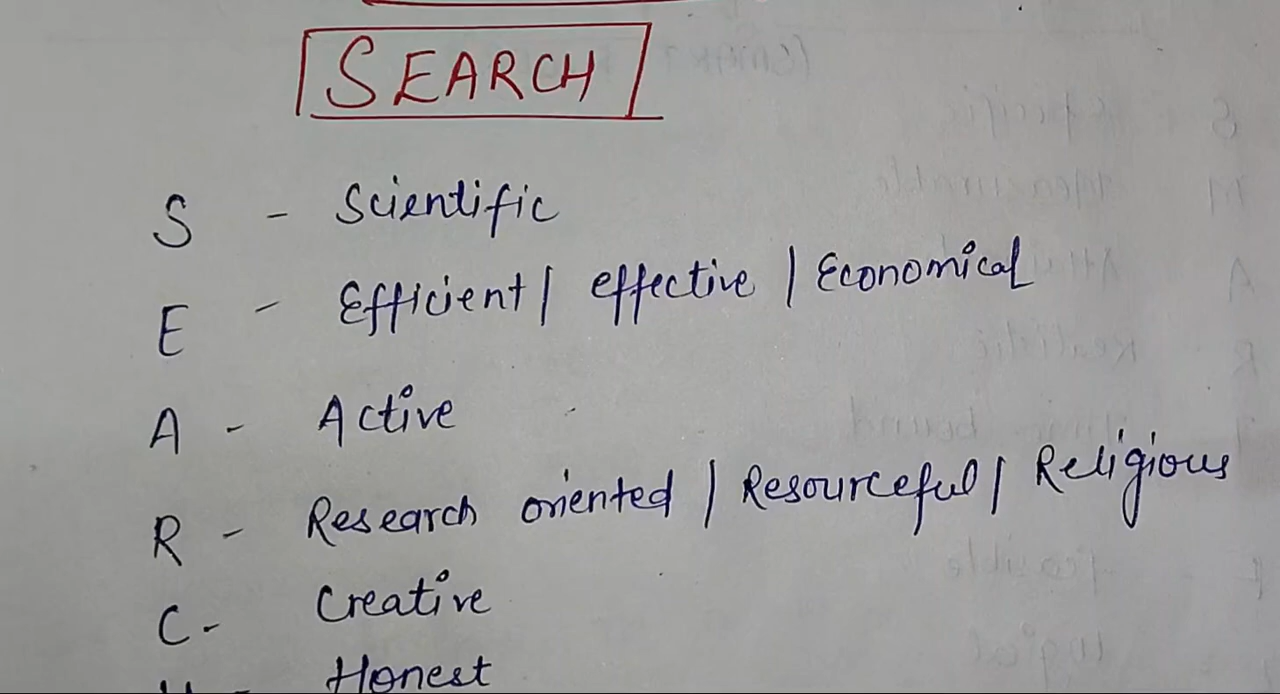 SEARCH
S - Scientific
E - Efficient / effective / Economical
A - Active
R - Research oriented / Resourceful / Religious
C - Creative
H - Honest